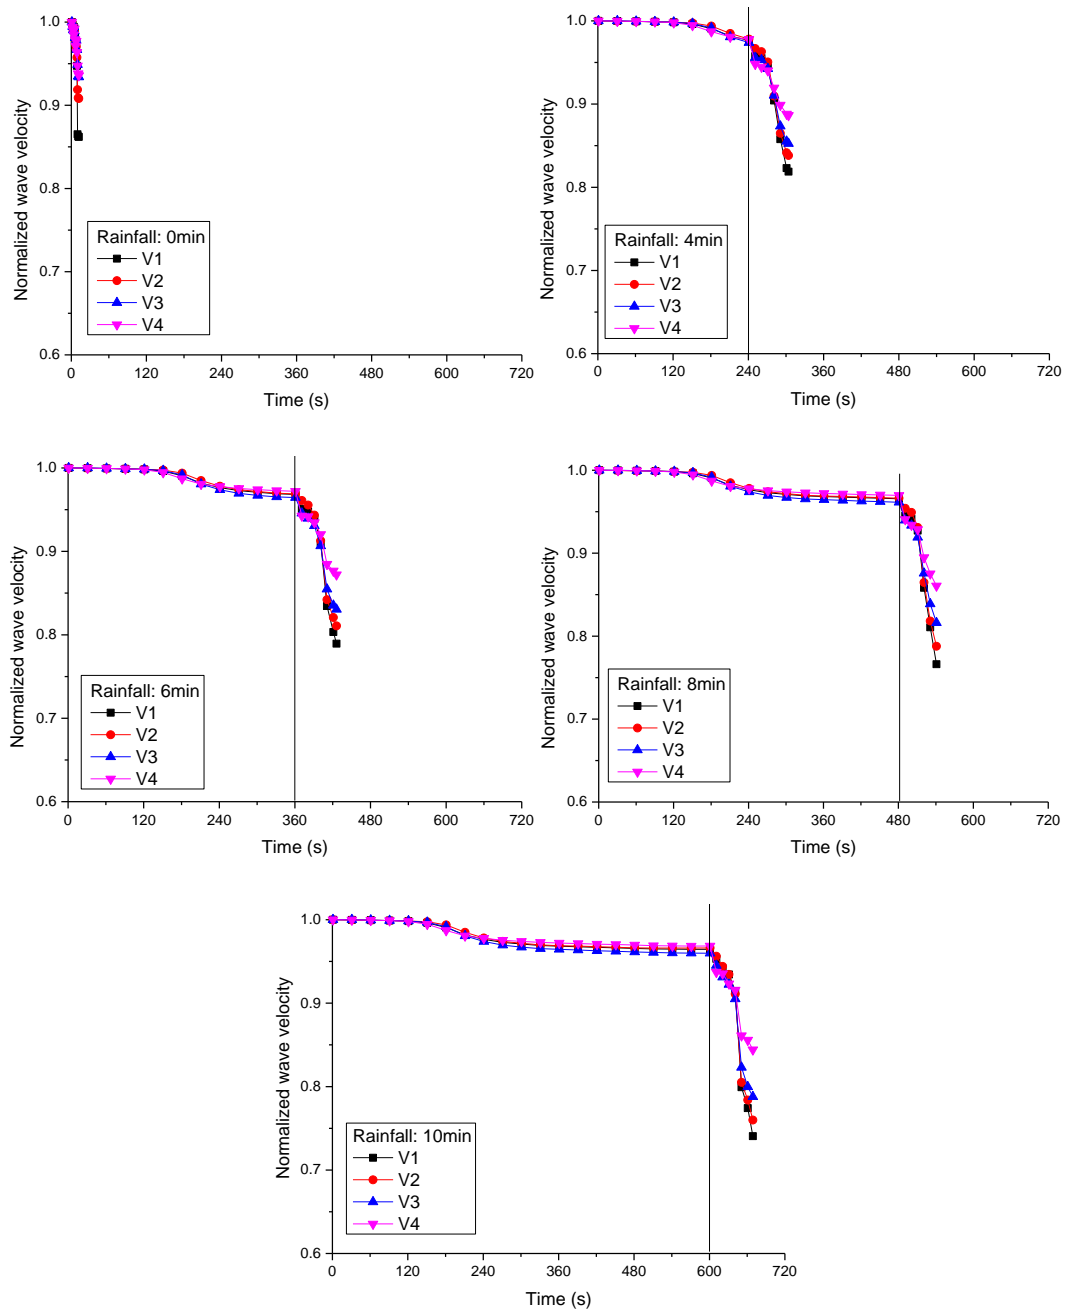 1.0
0.9
0.8
0.7
0.6
Normalized wave velocity
Rainfall: 0min
V1
V2
V3
V4
0 120 240 360 480 600 720
Time (s)
1.0
0.9
0.8
0.7
0.6
Normalized wave velocity
Rainfall: 4min
V1
V2
V3
V4
0 120 240 360 480 600 720
Time (s)
1.0
0.9
0.8
0.7
0.6
Normalized wave velocity
Rainfall: 6min
V1
V2
V3
V4
0 120 240 360 480 600 720
Time (s)
1.0
0.9
0.8
0.7
0.6
Normalized wave velocity
Rainfall: 8min
V1
V2
V3
V4
0 120 240 360 480 600 720
Time (s)
1.0
0.9
0.8
0.7
0.6
Normalized wave velocity
Rainfall: 10min
V1
V2
V3
V4
0 120 240 360 480 600 720
Time (s)